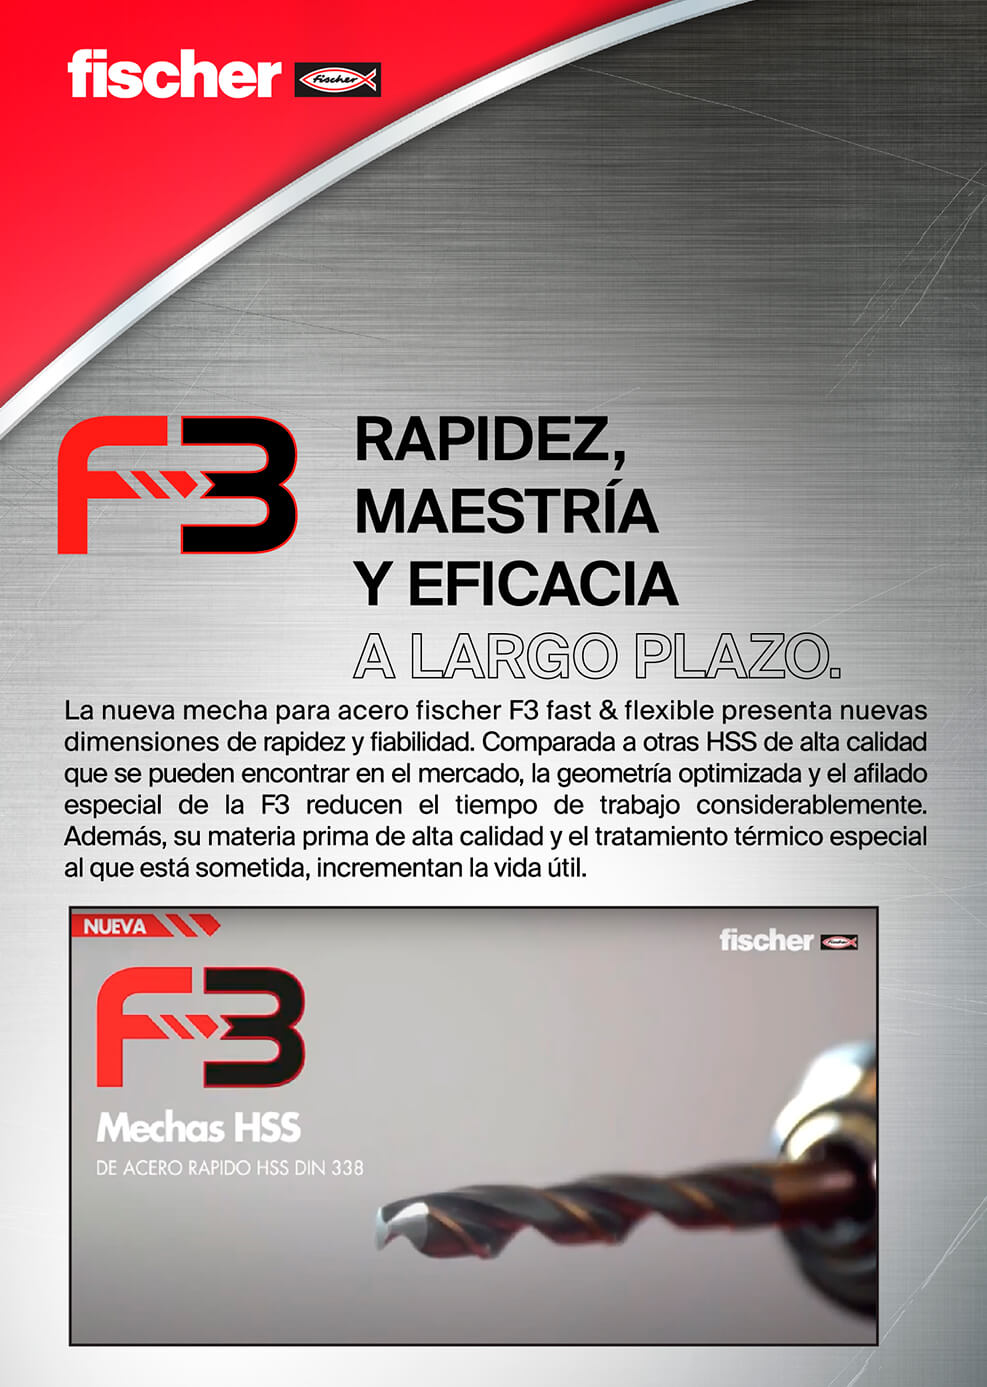 fischer fischer
F3
RAPIDEZ,
MAESTRÍA
Y EFICACIA
A LARGO PLAZO.
La nueva mecha para acero fischer F3 fast & flexible presenta nuevas
dimensiones de rapidez y fiabilidad. Comparada a otras HSS de alta calidad
que se pueden encontrar en el mercado, la geometría optimizada y el afilado
especial de la F3 reducen el tiempo de trabajo considerablemente.
Además, su materia prima de alta calidad y el tratamiento térmico especial
al que está sometida, incrementan la vida útil.
NUEVA
fischer fischer
F3
Mechas HSS
DE ACERO RAPIDO HSS DIN 338